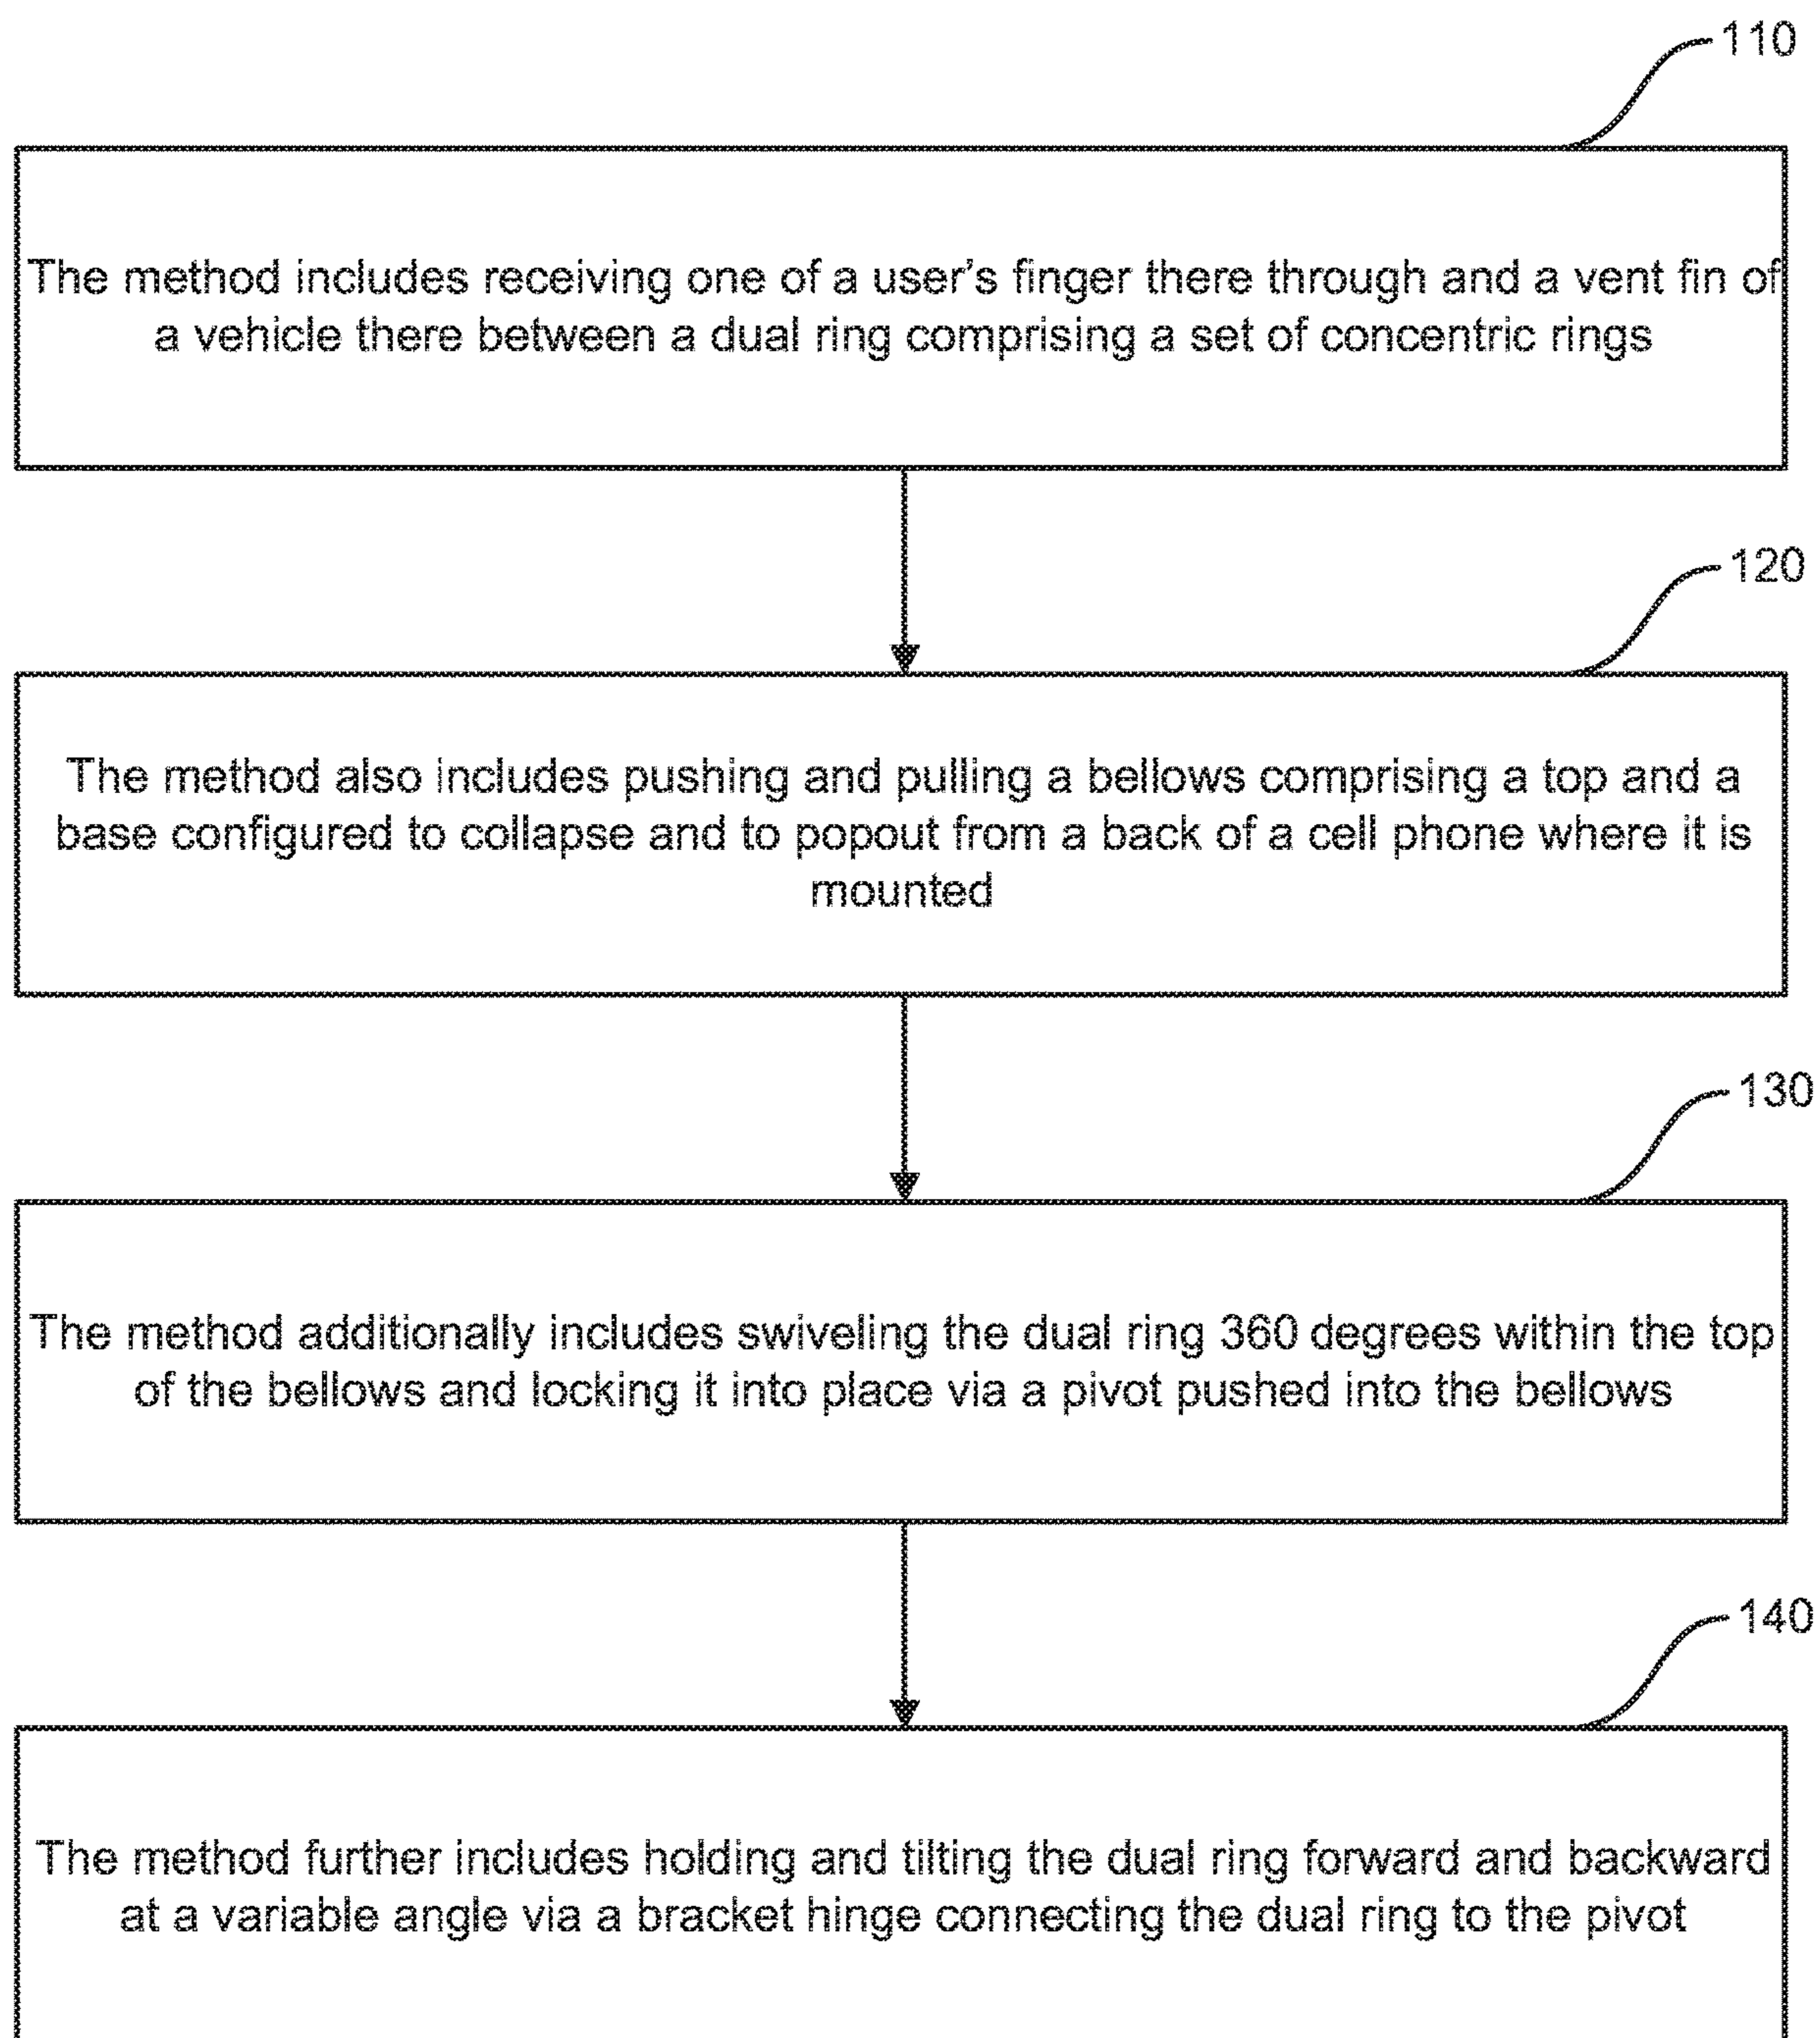 110
The method includes receiving one of a user's finger there through and a vent fin of
a vehicle there between a dual ring comprising a set of concentric rings
120
The method also includes pushing and pulling a bellows comprising a top and a
base configured to collapse and to popout from a back of a cell phone where it is
mounted
130
The method additionally includes swiveling the dual ring 360 degrees within the top
of the bellows and locking it into place via a pivot pushed into the bellows
140
The method further includes holding and tilting the dual ring forward and backward
at a variable angle via a bracket hinge connecting the dual ring to the pivot